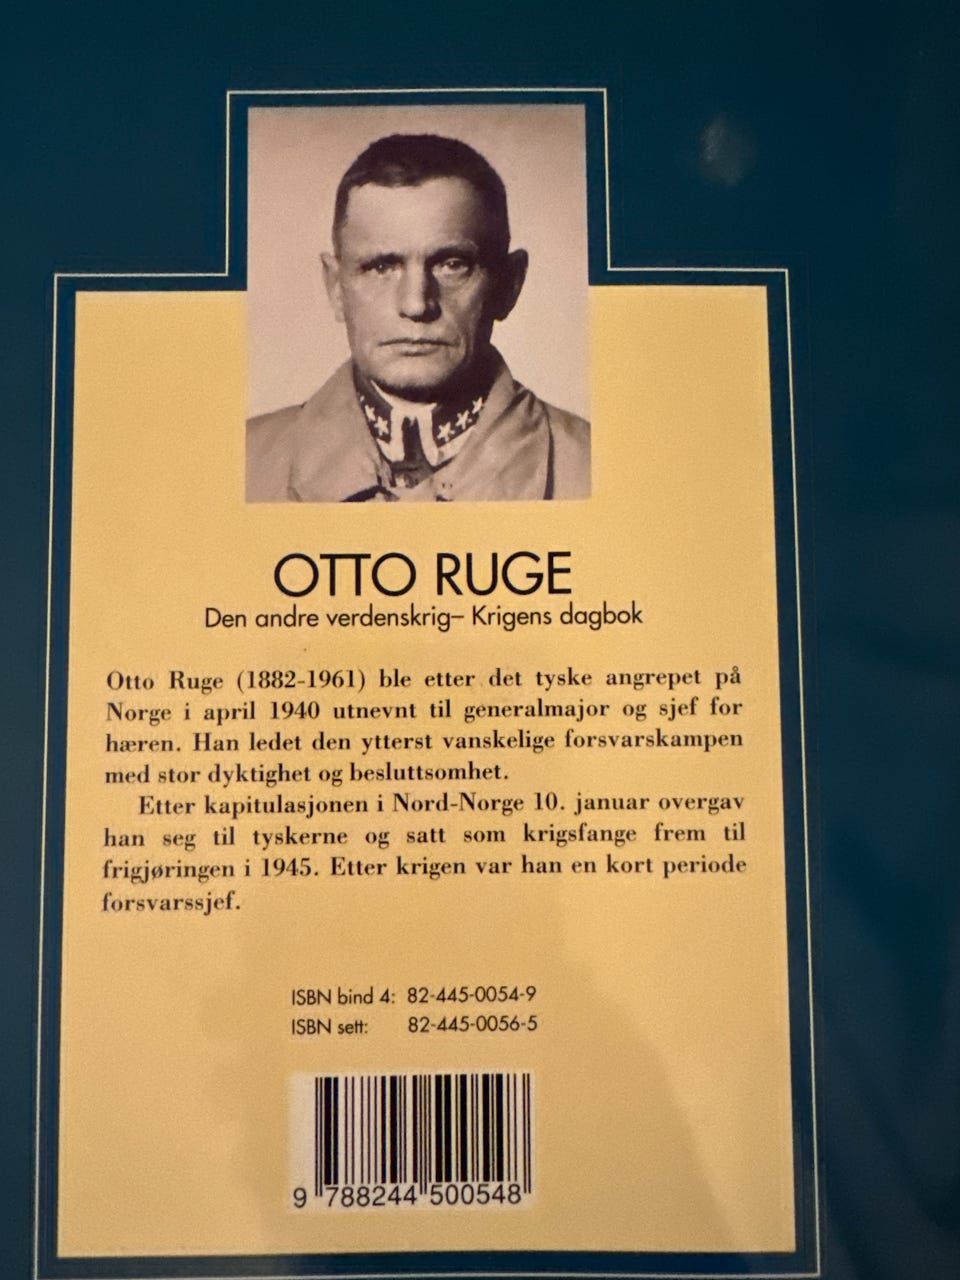 OTTO RUGE
Den andre verdenskrig– Krigens dagbok
Otto Ruge (1882-1961) ble etter det tyske angrepet på
Norge i april 1940 utnevnt til generalmajor og sjef for
hæren. Han ledet den ytterst vanskelige forsvarskampen
med stor dyktighet og besluttsomhet.
Etter kapitulasjonen i Nord-Norge 10. januar overgav
han seg til tyskerne og satt som krigsfange frem til
frigjøringen i 1945. Etter krigen var han en kort periode
forsvarssjef.
ISBN bind 4: 82-445-0054-9
ISBN sett: 82-445-0056-5
9 788244 500548